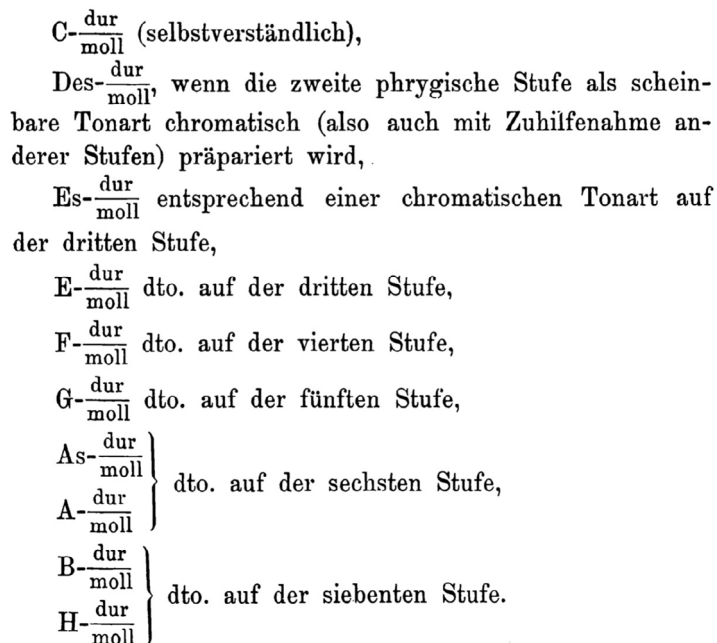 C-dur/moll (selbstverständlich),
Des-dur/moll, wenn die zweite phrygische Stufe als schein-
bare Tonart chromatisch (also auch mit Zuhilfenahme an-
derer Stufen) präpariert wird,
Es-dur/moll entsprechend einer chromatischen Tonart auf
der dritten Stufe,
E-dur/moll dto. auf der dritten Stufe,
F-dur/moll dto. auf der vierten Stufe,
G-dur/moll dto. auf der fünften Stufe,
As-dur/moll
A-dur/moll
dto. auf der sechsten Stufe,
B-dur/moll
H-dur/moll
dto. auf der siebenten Stufe.